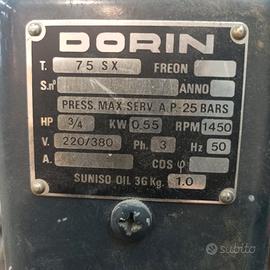 DORIN
T. 75 SX FREON
S.nº ANNO
PRESS. MAX. SERV. A.P.-25 BARS
HP 3/4 KW 0,55 RPM 1450
V. 220/380 Ph. 3 Hz 50
A. COS φ
SUNISO OIL 3G Kg. 1.0
subito